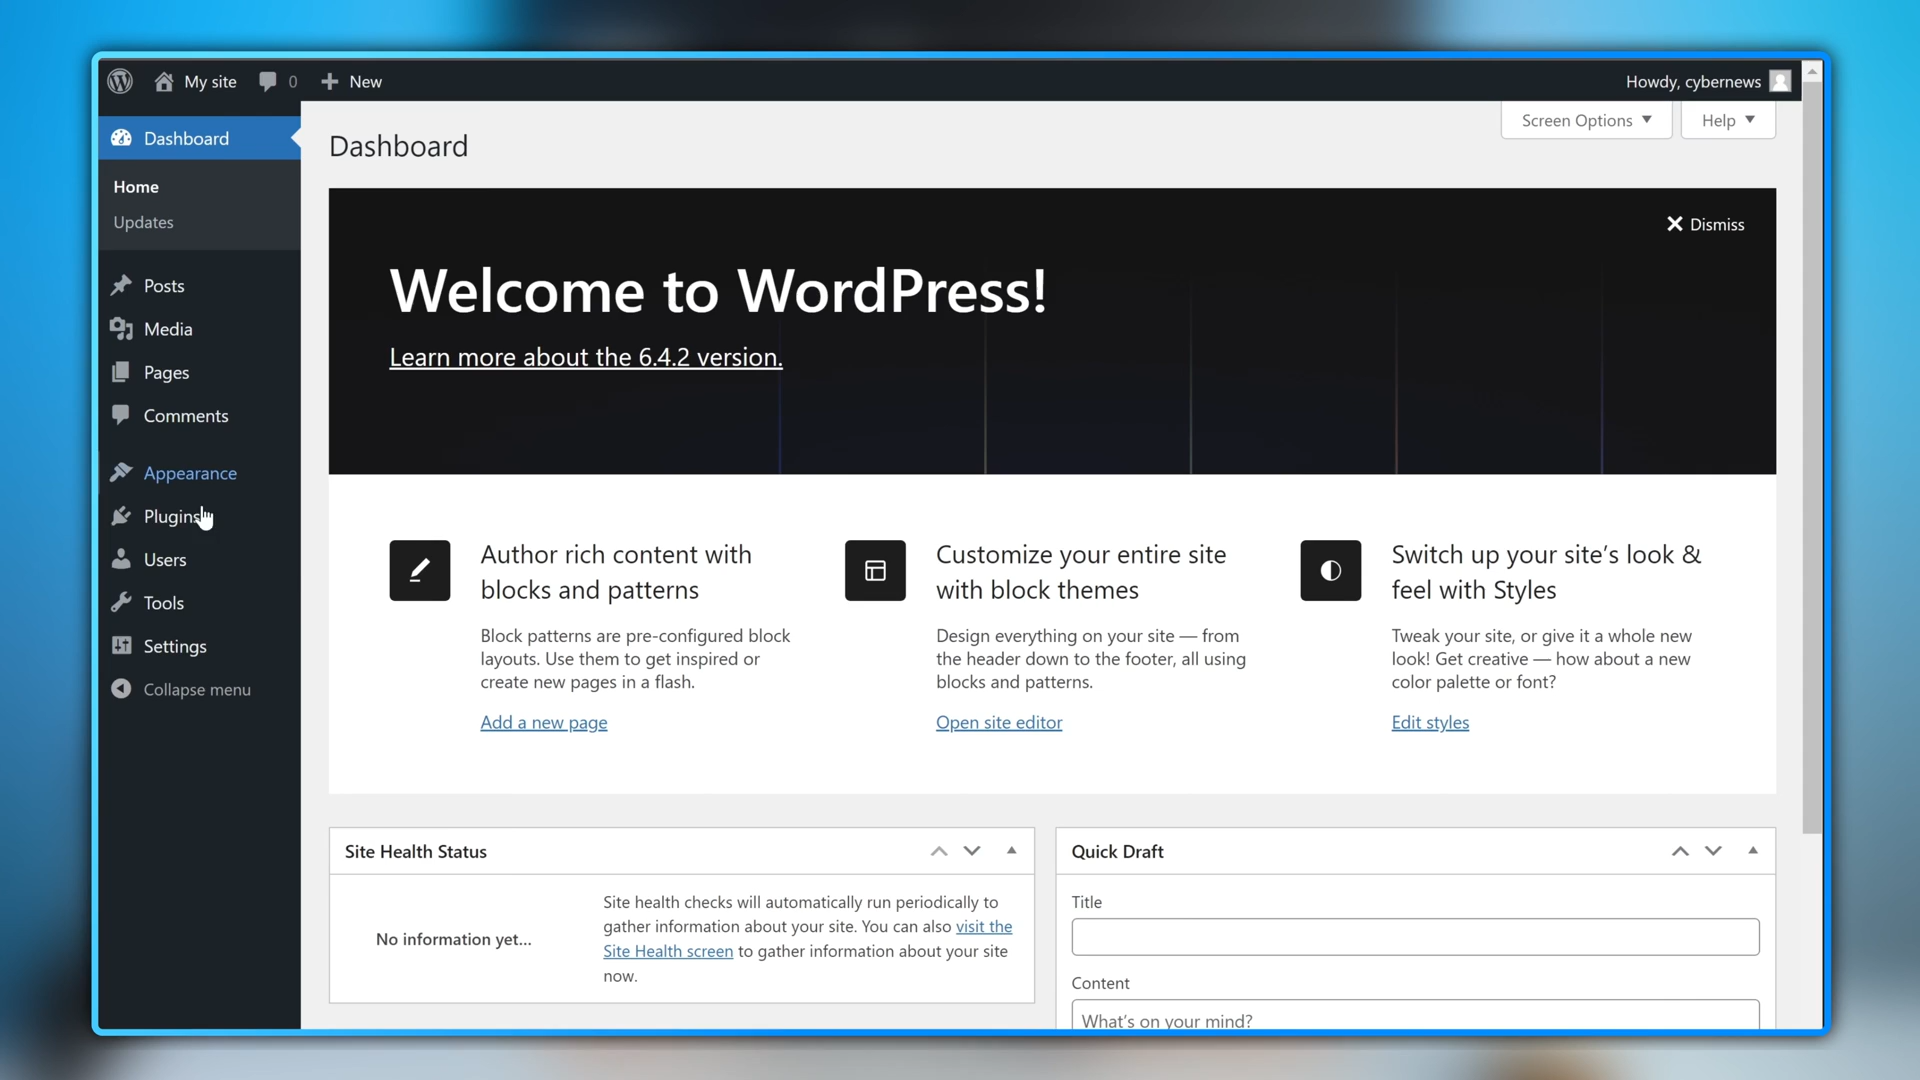 My site
0
New
Howdy, cybernews
Dashboard
Home
Updates
Posts
Media
Pages
Comments
Appearance
Plugins
Users
Tools
Settings
Collapse menu
Screen Options
Help
Dashboard
Dismiss
Welcome to WordPress!
Learn more about the 6.4.2 version.
Author rich content with
blocks and patterns
Block patterns are pre-configured block
layouts. Use them to get inspired or
create new pages in a flash.
Add a new page
Customize your entire site
with block themes
Design everything on your site — from
the header down to the footer, all using
blocks and patterns.
Open site editor
Switch up your site’s look &
feel with Styles
Tweak your site, or give it a whole new
look! Get creative — how about a new
color palette or font?
Edit styles
Site Health Status
No information yet...
Site health checks will automatically run periodically to
gather information about your site. You can also visit the
Site Health screen to gather information about your site
now.
Quick Draft
Title
Content
What’s on your mind?